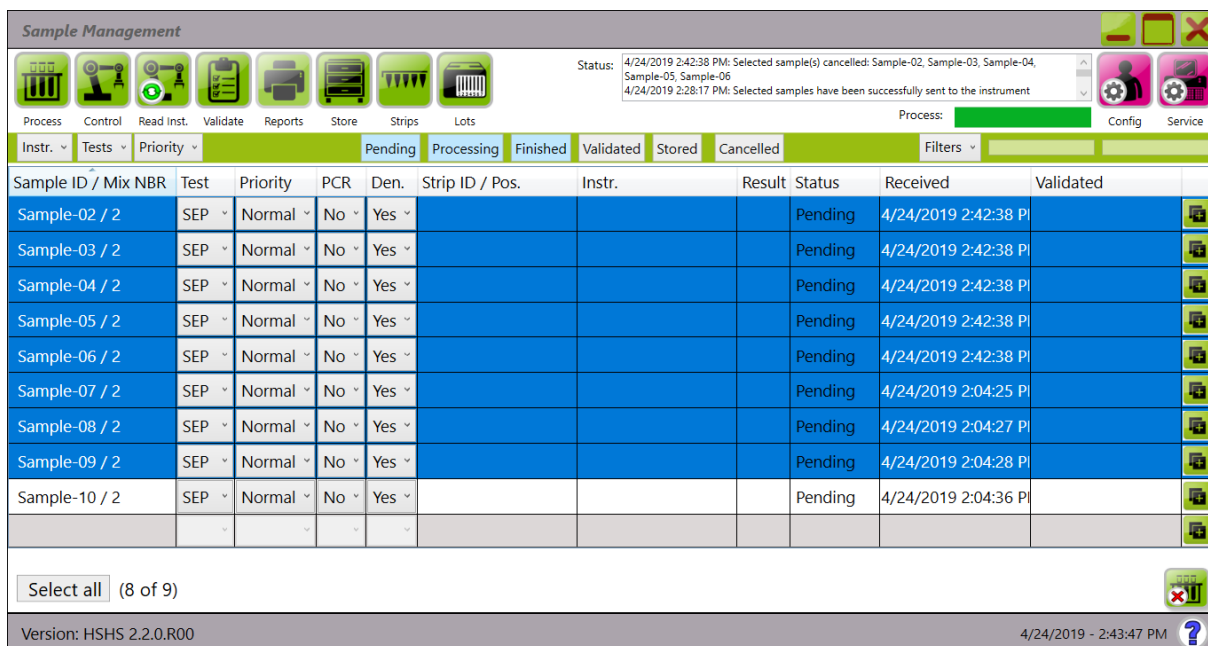 Sample Management
Status: 4/24/2019 2:42:38 PM: Selected sample(s) cancelled: Sample-02, Sample-03, Sample-04,
Sample-05, Sample-06
4/24/2019 2:28:17 PM: Selected samples have been successfully sent to the instrument
Process Control Read Inst. Validate Reports Store Strips Lots Process: Config Service
Instr. Tests Priority Pending Processing Finished Validated Stored Cancelled Filters
Sample ID / Mix NBR Test Priority PCR Den. Strip ID / Pos. Instr. Result Status Received Validated
Sample-02 / 2 SEP Normal No Yes Pending 4/24/2019 2:42:38 P
Sample-03 / 2 SEP Normal No Yes Pending 4/24/2019 2:42:38 P
Sample-04 / 2 SEP Normal No Yes Pending 4/24/2019 2:42:38 P
Sample-05 / 2 SEP Normal No Yes Pending 4/24/2019 2:42:38 P
Sample-06 / 2 SEP Normal No Yes Pending 4/24/2019 2:42:38 P
Sample-07 / 2 SEP Normal No Yes Pending 4/24/2019 2:04:25 P
Sample-08 / 2 SEP Normal No Yes Pending 4/24/2019 2:04:27 P
Sample-09 / 2 SEP Normal No Yes Pending 4/24/2019 2:04:28 P
Sample-10 / 2 SEP Normal No Yes Pending 4/24/2019 2:04:36 P
Select all (8 of 9)
Version: HSHS 2.2.0.R00 4/24/2019 - 2:43:47 PM ?